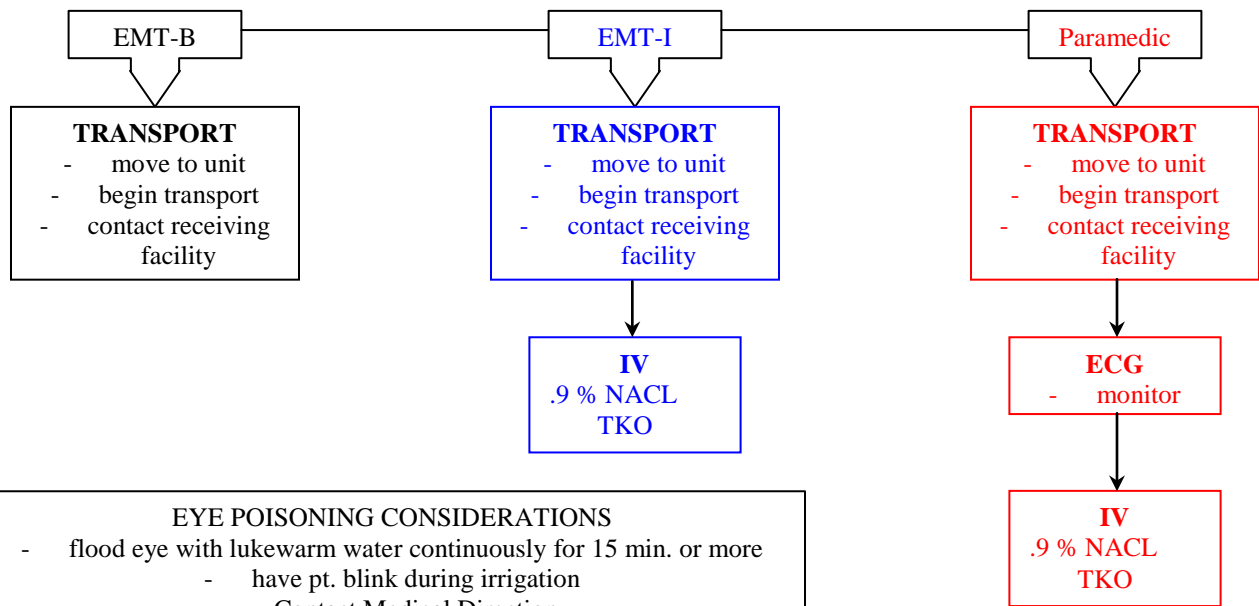 EMT-B
EMT-I
Paramedic
TRANSPORT
- move to unit
- begin transport
- contact receiving
facility
TRANSPORT
- move to unit
- begin transport
- contact receiving
facility
TRANSPORT
- move to unit
- begin transport
- contact receiving
facility
IV
.9 % NACL
TKO
ECG
- monitor
IV
.9 % NACL
TKO
EYE POISONING CONSIDERATIONS
- flood eye with lukewarm water continuously for 15 min. or more
- have pt. blink during irrigation
Contact Medical Direction